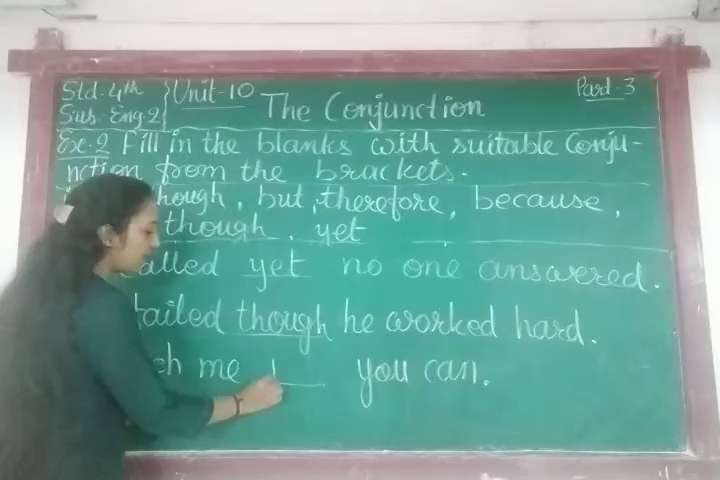 Std. 4th } Unit-10 The Conjunction Part-3
Sub. Eng.2
Ex-2 Fill in the blanks with suitable Conju-
nction from the brackets.
though, but, therefore, because,
though, yet
alled yet no one answered.
failed though he worked hard.
me you can.